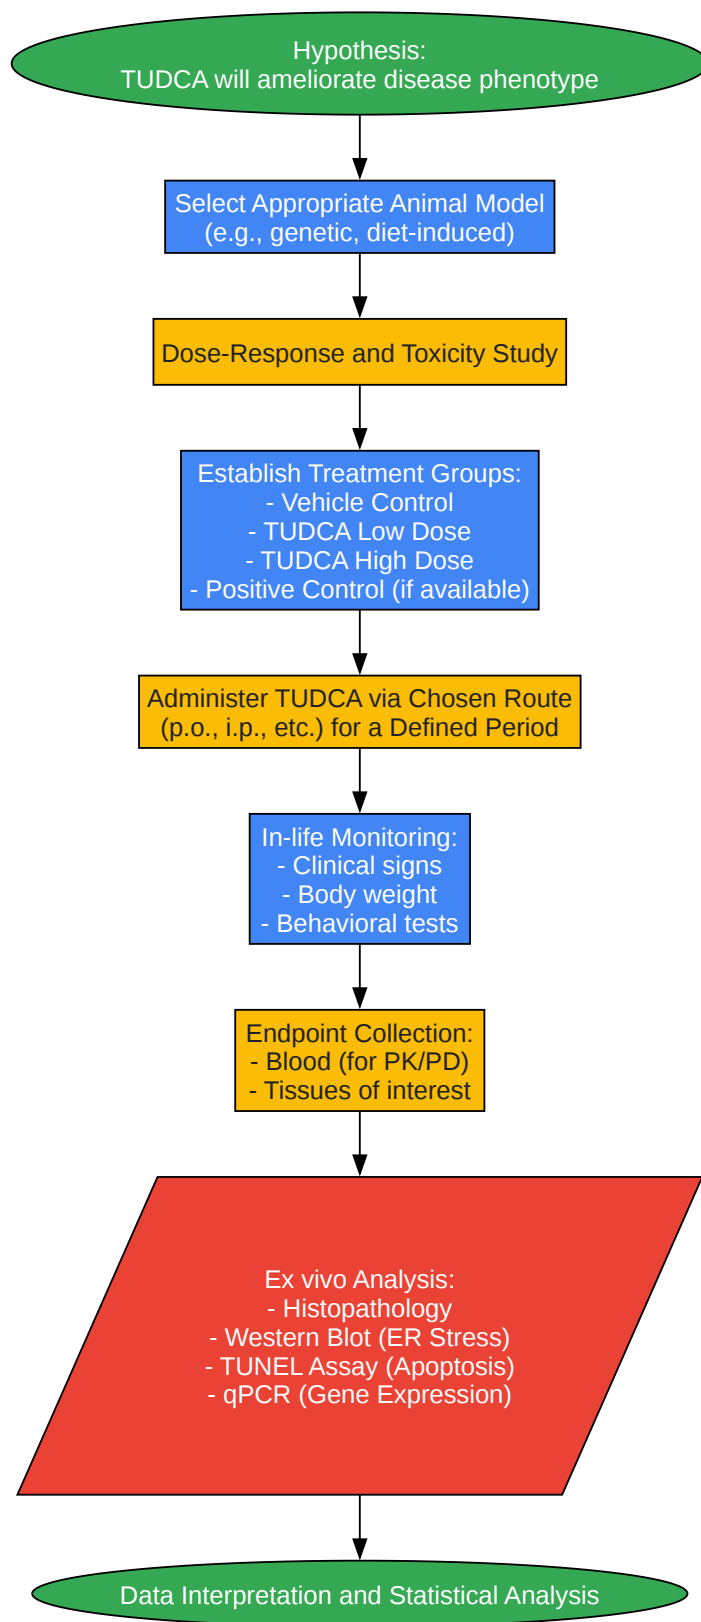 Hypothesis:
TUDCA will ameliorate disease phenotype
Select Appropriate Animal Model
(e.g., genetic, diet-induced)
Dose-Response and Toxicity Study
Establish Treatment Groups:
- Vehicle Control
- TUDCA Low Dose
- TUDCA High Dose
- Positive Control (if available)
Administer TUDCA via Chosen Route
(p.o., i.p., etc.) for a Defined Period
In-life Monitoring:
- Clinical signs
- Body weight
- Behavioral tests
Endpoint Collection:
- Blood (for PK/PD)
- Tissues of interest
Ex vivo Analysis:
- Histopathology
- Western Blot (ER Stress)
- TUNEL Assay (Apoptosis)
- qPCR (Gene Expression)
Data Interpretation and Statistical Analysis